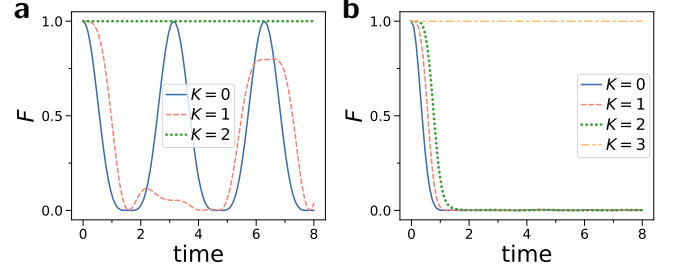 a
1.0
0.5
0.0
F
K = 0
K = 1
K = 2
0 2 4 6 8
time
b
1.0
0.5
0.0
F
K = 0
K = 1
K = 2
K = 3
0 2 4 6 8
time